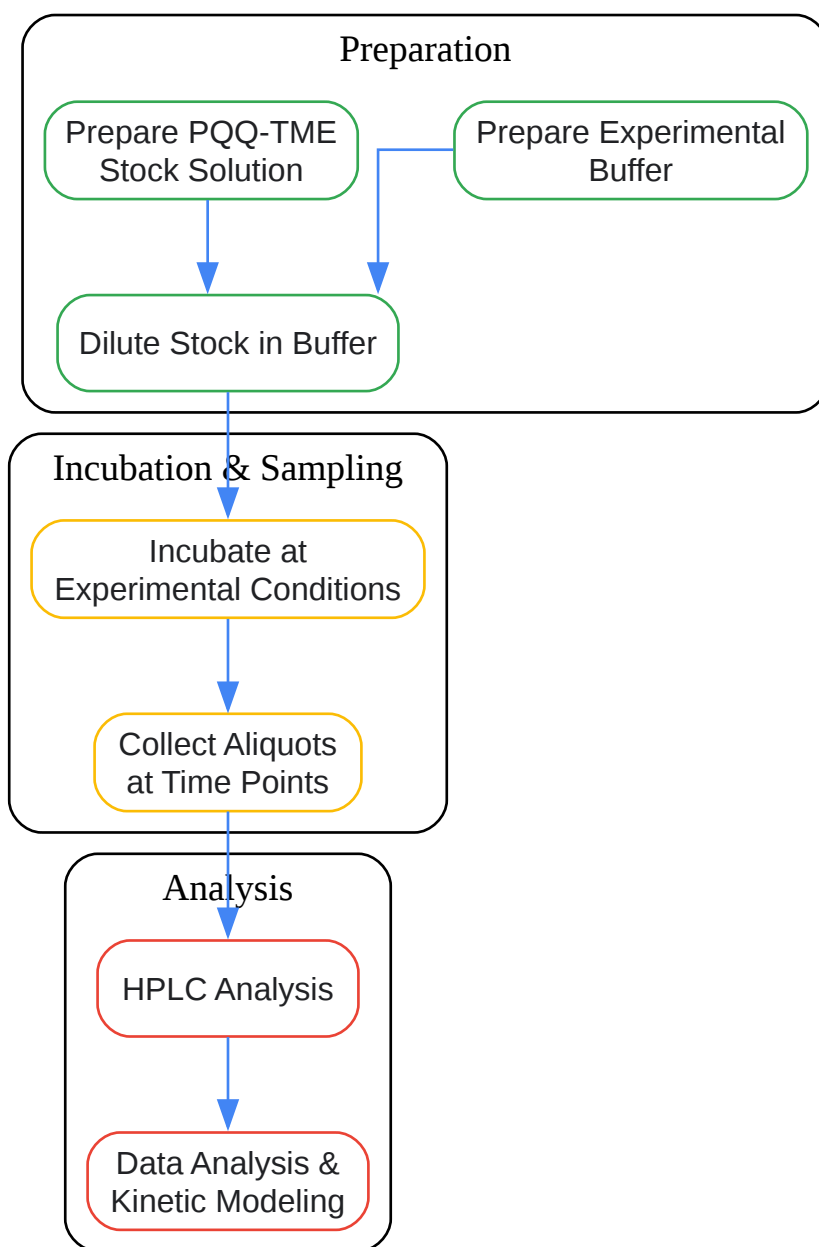 Preparation
Prepare PQQ-TME
Stock Solution
Prepare Experimental
Buffer
Dilute Stock in Buffer
Incubation & Sampling
Incubate at
Experimental Conditions
Collect Aliquots
at Time Points
Analysis
HPLC Analysis
Data Analysis &
Kinetic Modeling